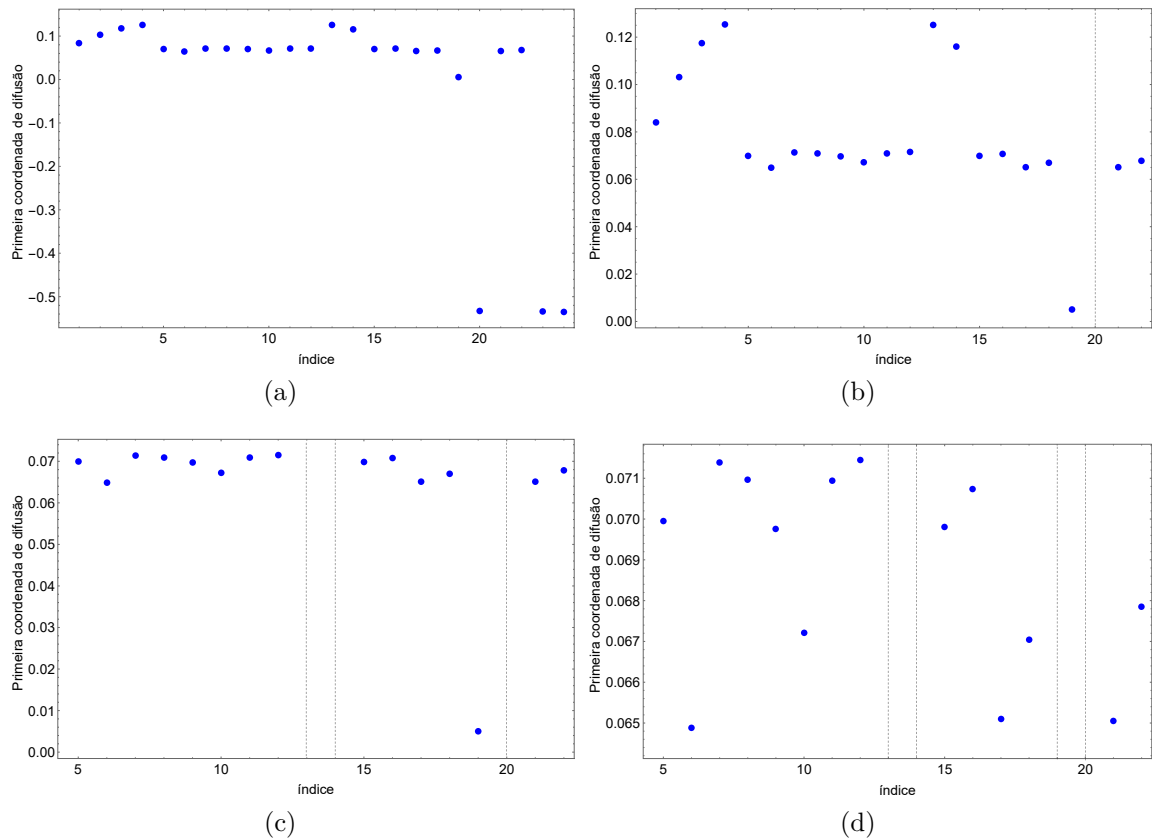 0.1
0.0
−0.1
−0.2
−0.3
−0.4
−0.5
Primeira coordenada de difusão
5 10 15 20
índice
(a)
0.12
0.10
0.08
0.06
0.04
0.02
0.00
Primeira coordenada de difusão
5 10 15 20
índice
(b)
0.07
0.06
0.05
0.04
0.03
0.02
0.01
0.00
Primeira coordenada de difusão
5 10 15 20
índice
(c)
0.071
0.070
0.069
0.068
0.067
0.066
0.065
Primeira coordenada de difusão
5 10 15 20
índice
(d)